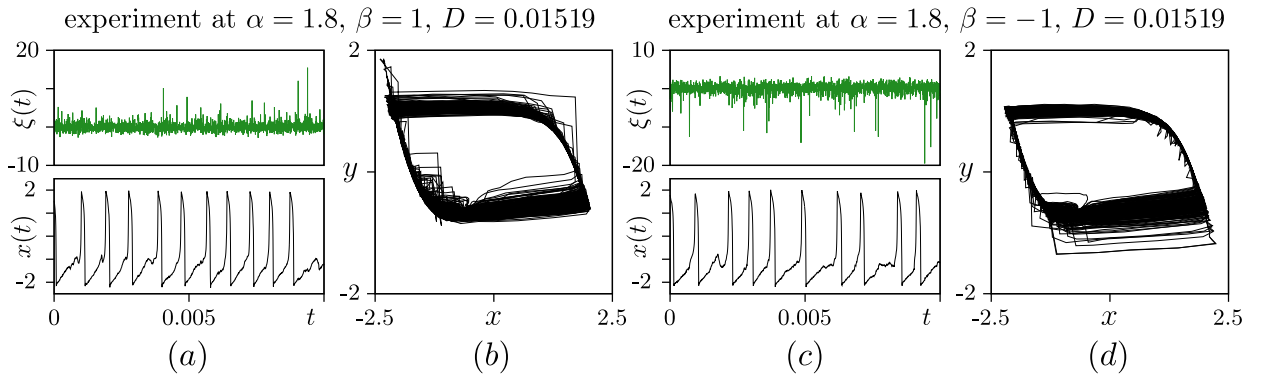 experiment at α = 1.8, β = 1, D = 0.01519
experiment at α = 1.8, β = −1, D = 0.01519
20
ξ(t)
-10
2
x(t)
-2
0
0.005
t
(a)
2
y
-2
-2.5
x
2.5
(b)
10
ξ(t)
-20
2
x(t)
-2
0
0.005
t
(c)
2
y
-2
-2.5
x
2.5
(d)